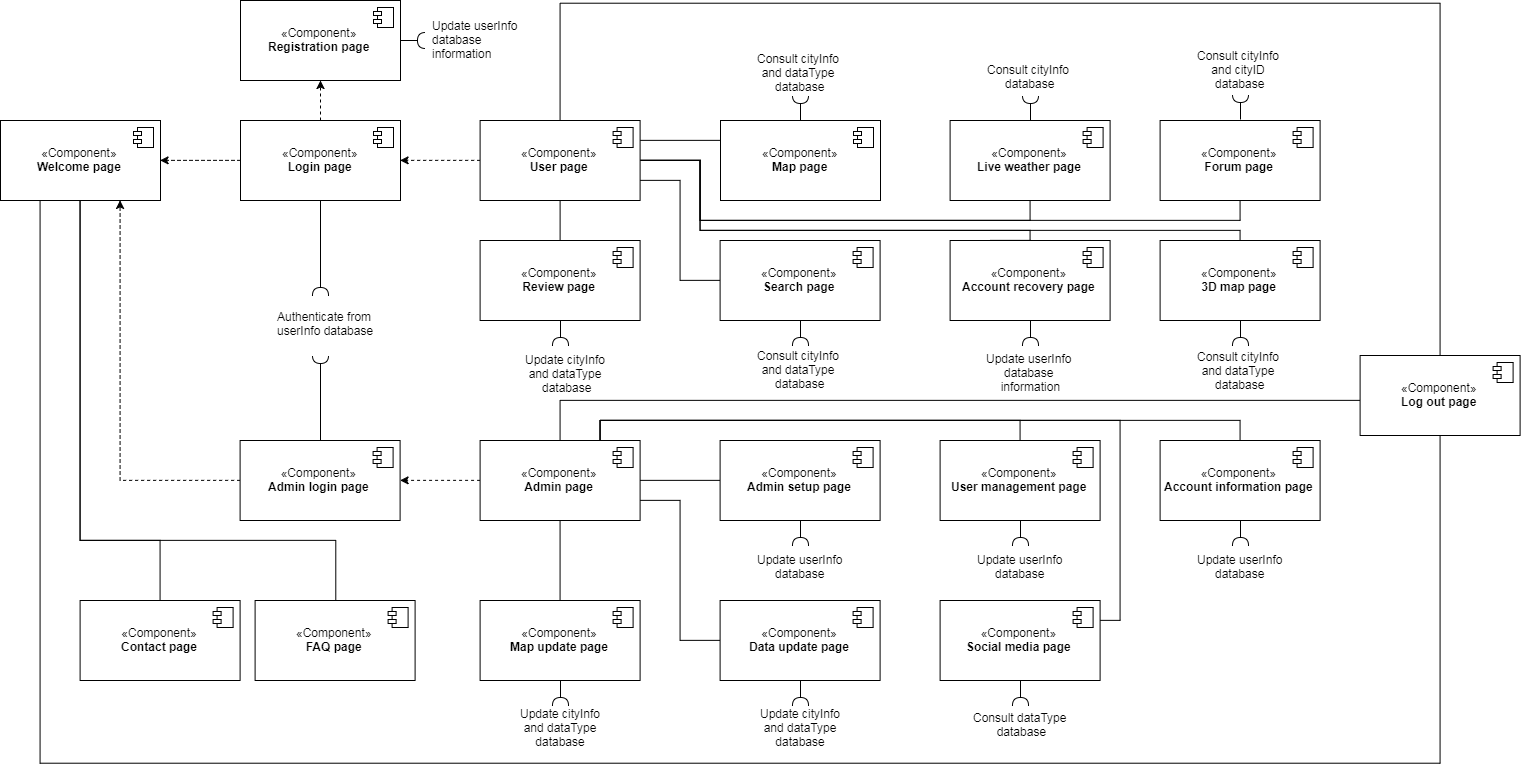 «Component»
Registration page
Update userInfo
database
information
Consult cityInfo
and dataType
database
Consult cityInfo
database
Consult cityInfo
and cityID
database
«Component»
Welcome page
«Component»
Login page
«Component»
User page
«Component»
Map page
«Component»
Live weather page
«Component»
Forum page
«Component»
Review page
«Component»
Search page
«Component»
Account recovery page
«Component»
3D map page
Authenticate from
userInfo database
Update cityInfo
and dataType
database
Consult cityInfo
and dataType
database
Update userInfo
database
information
Consult cityInfo
and dataType
database
«Component»
Log out page
«Component»
Admin login page
«Component»
Admin page
«Component»
Admin setup page
«Component»
User management page
«Component»
Account information page
Update userInfo
database
Update userInfo
database
Update userInfo
database
«Component»
Contact page
«Component»
FAQ page
«Component»
Map update page
«Component»
Data update page
«Component»
Social media page
Update cityInfo
and dataType
database
Update cityInfo
and dataType
database
Consult dataType
database